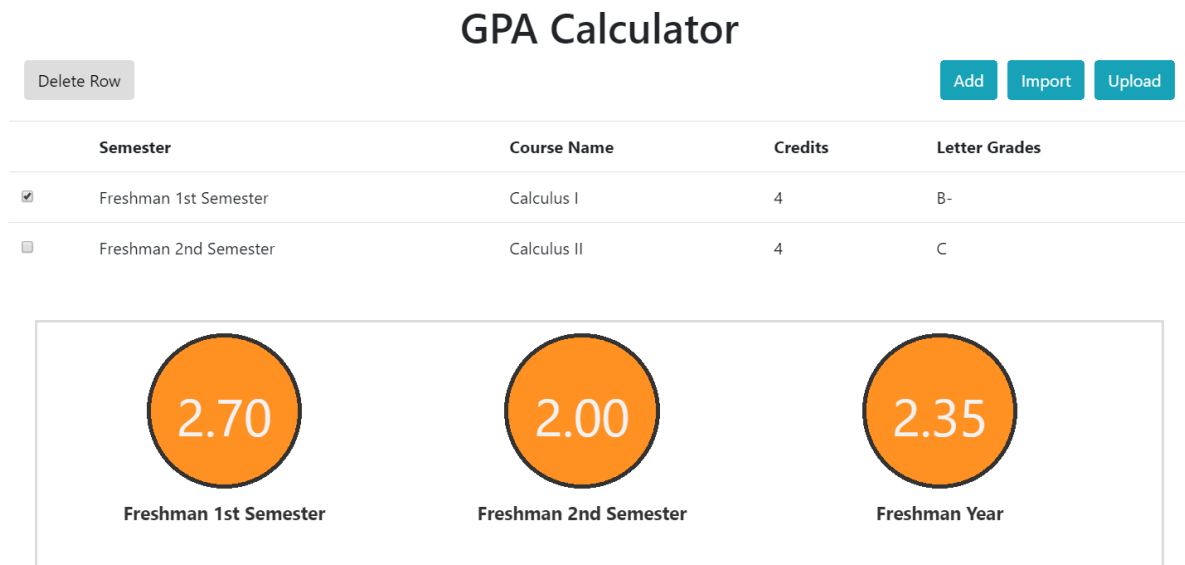 GPA Calculator
Delete Row Add Import Upload
Semester Course Name Credits Letter Grades
Freshman 1st Semester Calculus I 4 B-
Freshman 2nd Semester Calculus II 4 C
2.70 2.00 2.35
Freshman 1st Semester Freshman 2nd Semester Freshman Year